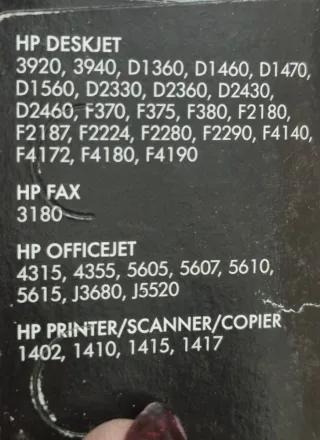 HP DESKJET
3920, 3940, D1360, D1460, D1470,
D1560, D2330, D2360, D2430,
D2460, F370, F375, F380, F2180,
F2187, F2224, F2280, F2290, F4140,
F4172, F4180, F4190
HP FAX
3180
HP OFFICEJET
4315, 4355, 5605, 5607, 5610,
5615, J3680, J5520
HP PRINTER/SCANNER/COPIER
1402, 1410, 1415, 1417